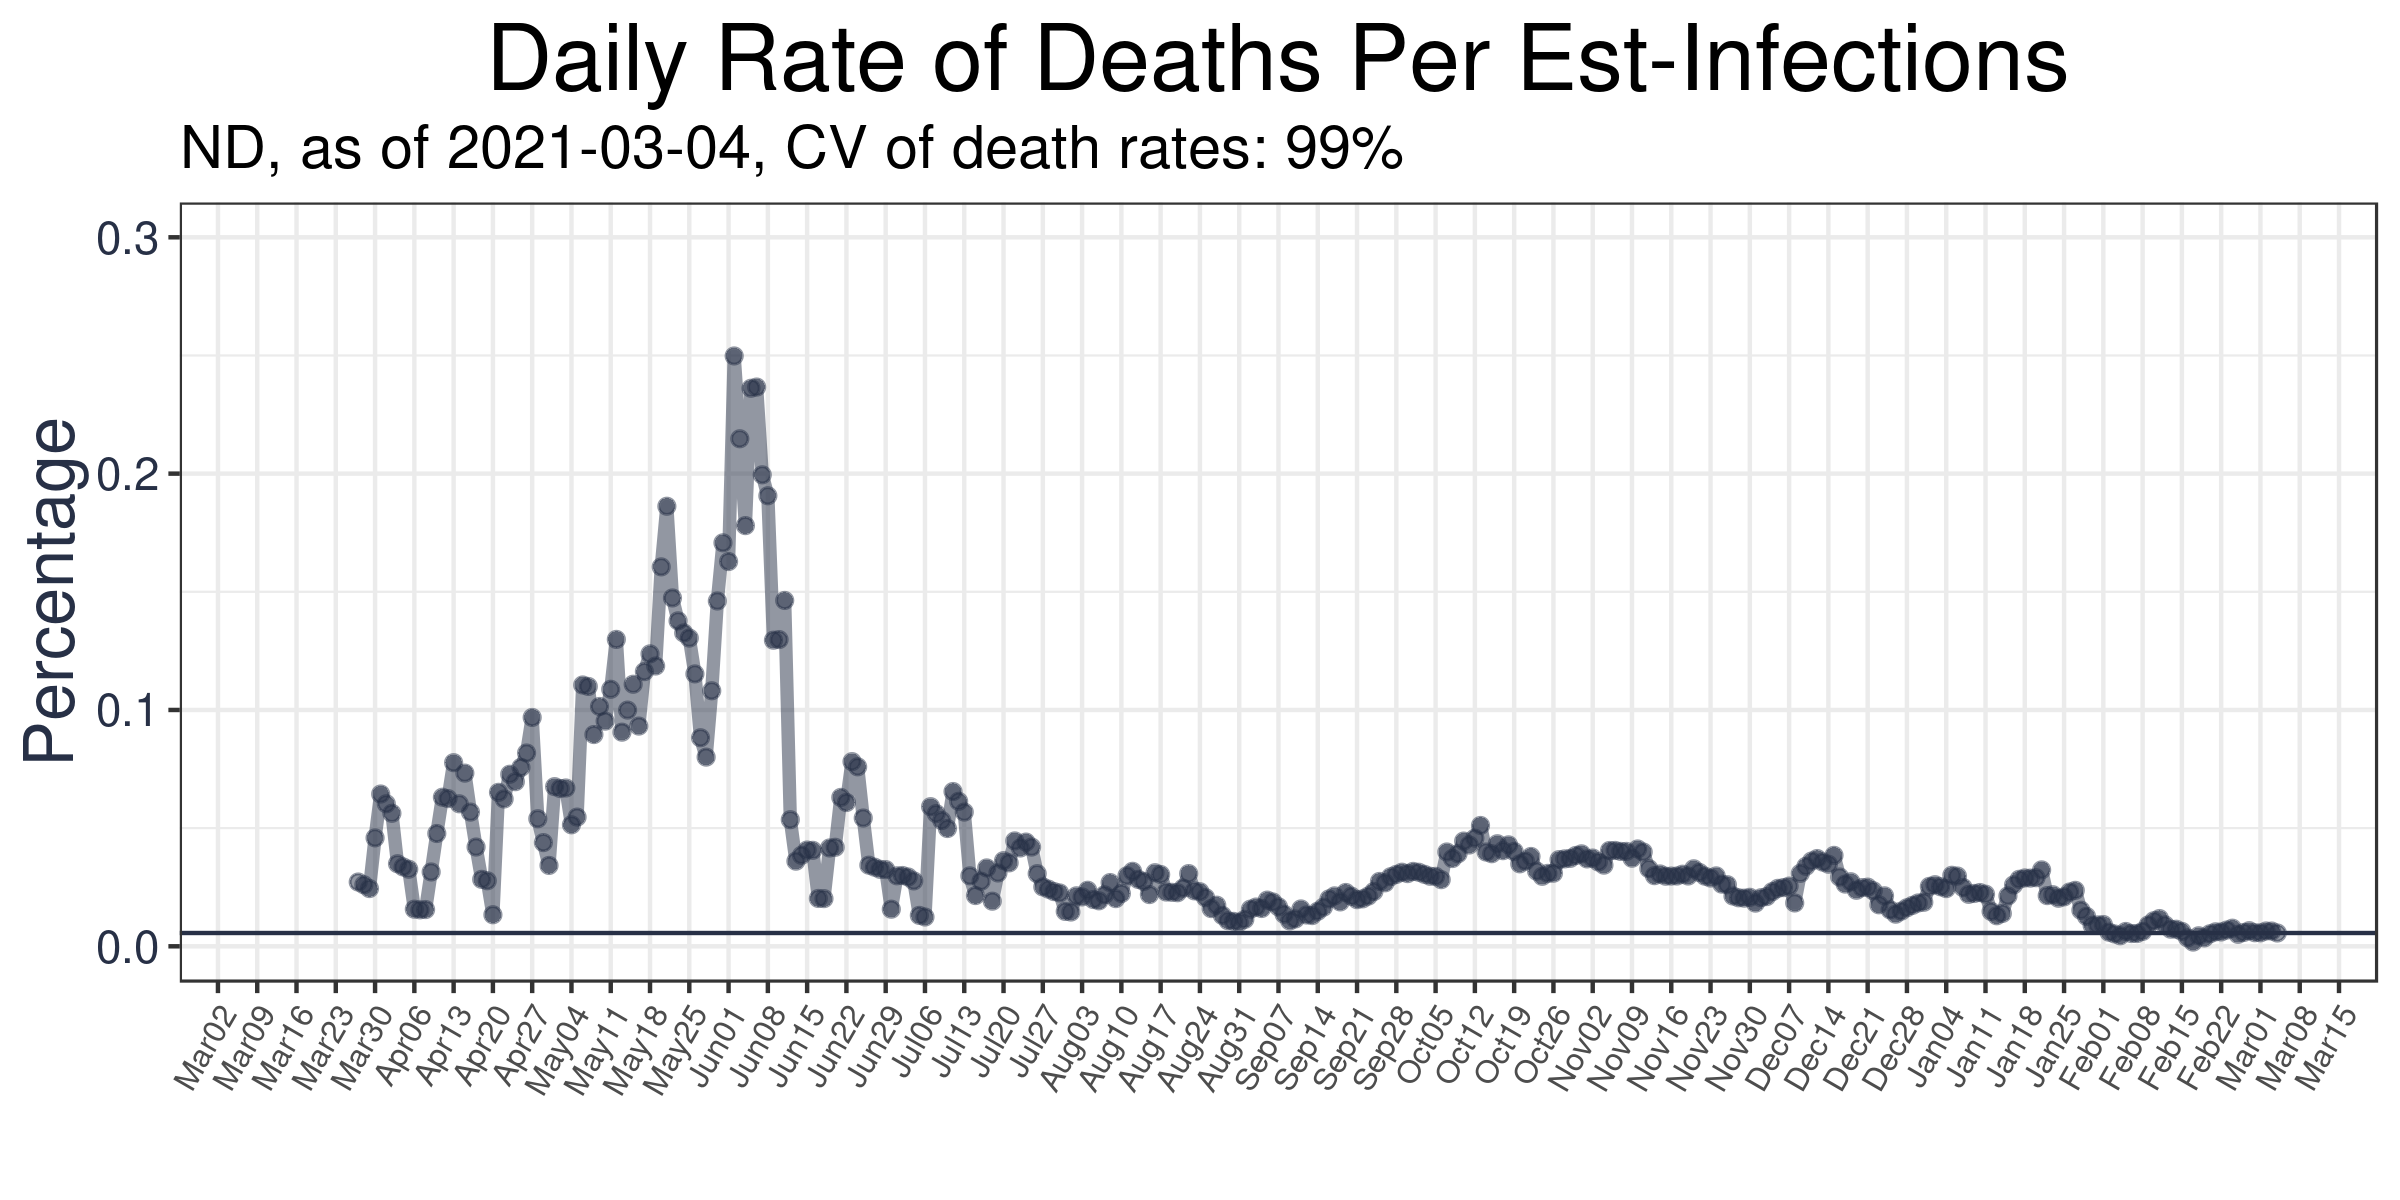 Daily Rate of Deaths Per Est-Infections
ND, as of 2021-03-04, CV of death rates: 99%
Percentage
0.3
0.2
0.1
0.0
Mar02
Mar09
Mar16
Mar23
Mar30
Apr06
Apr13
Apr20
Apr27
May04
May11
May18
May25
Jun01
Jun08
Jun15
Jun22
Jun29
Jul06
Jul13
Jul20
Jul27
Aug03
Aug10
Aug17
Aug24
Aug31
Sep07
Sep14
Sep21
Sep28
Oct05
Oct12
Oct19
Oct26
Nov02
Nov09
Nov16
Nov23
Nov30
Dec07
Dec14
Dec21
Dec28
Jan04
Jan11
Jan18
Jan25
Feb01
Feb08
Feb15
Feb22
Mar01
Mar08
Mar15